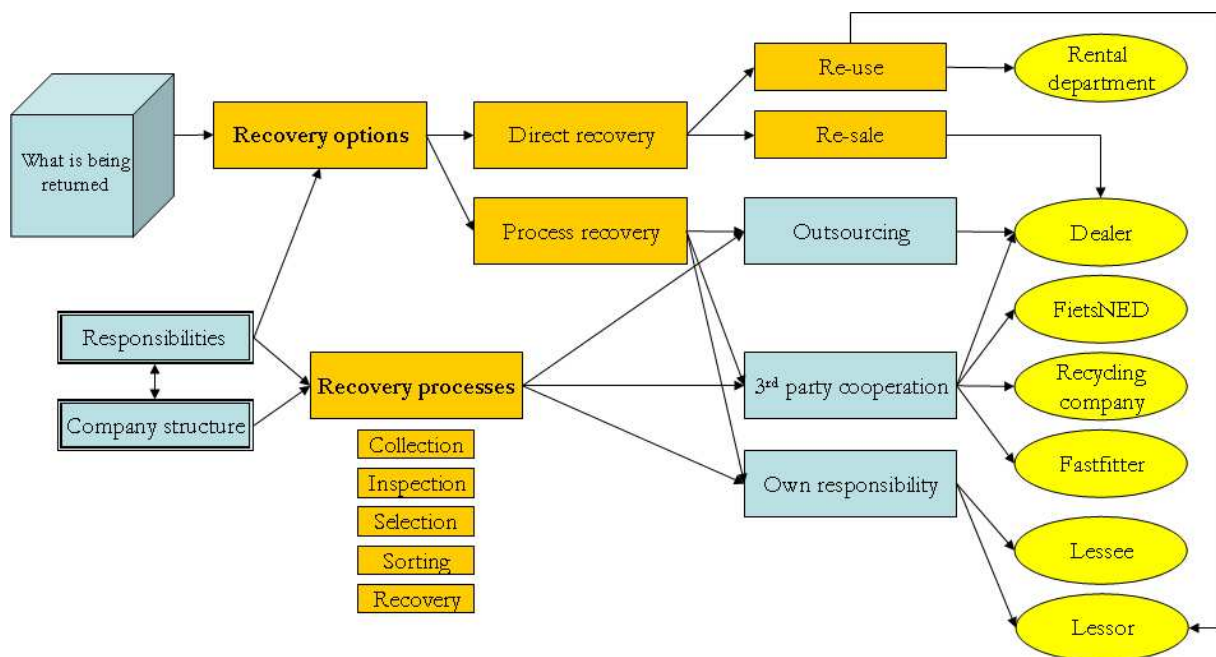 Re-use
Rental
department
What is being
returned
Recovery options
Direct recovery
Re-sale
Process recovery
Outsourcing
Dealer
Responsibilities
FietsNED
Recovery processes
3rd party cooperation
Recycling
company
Company structure
Collection
Fastfitter
Inspection
Own responsibility
Selection
Sorting
Lessee
Recovery
Lessor